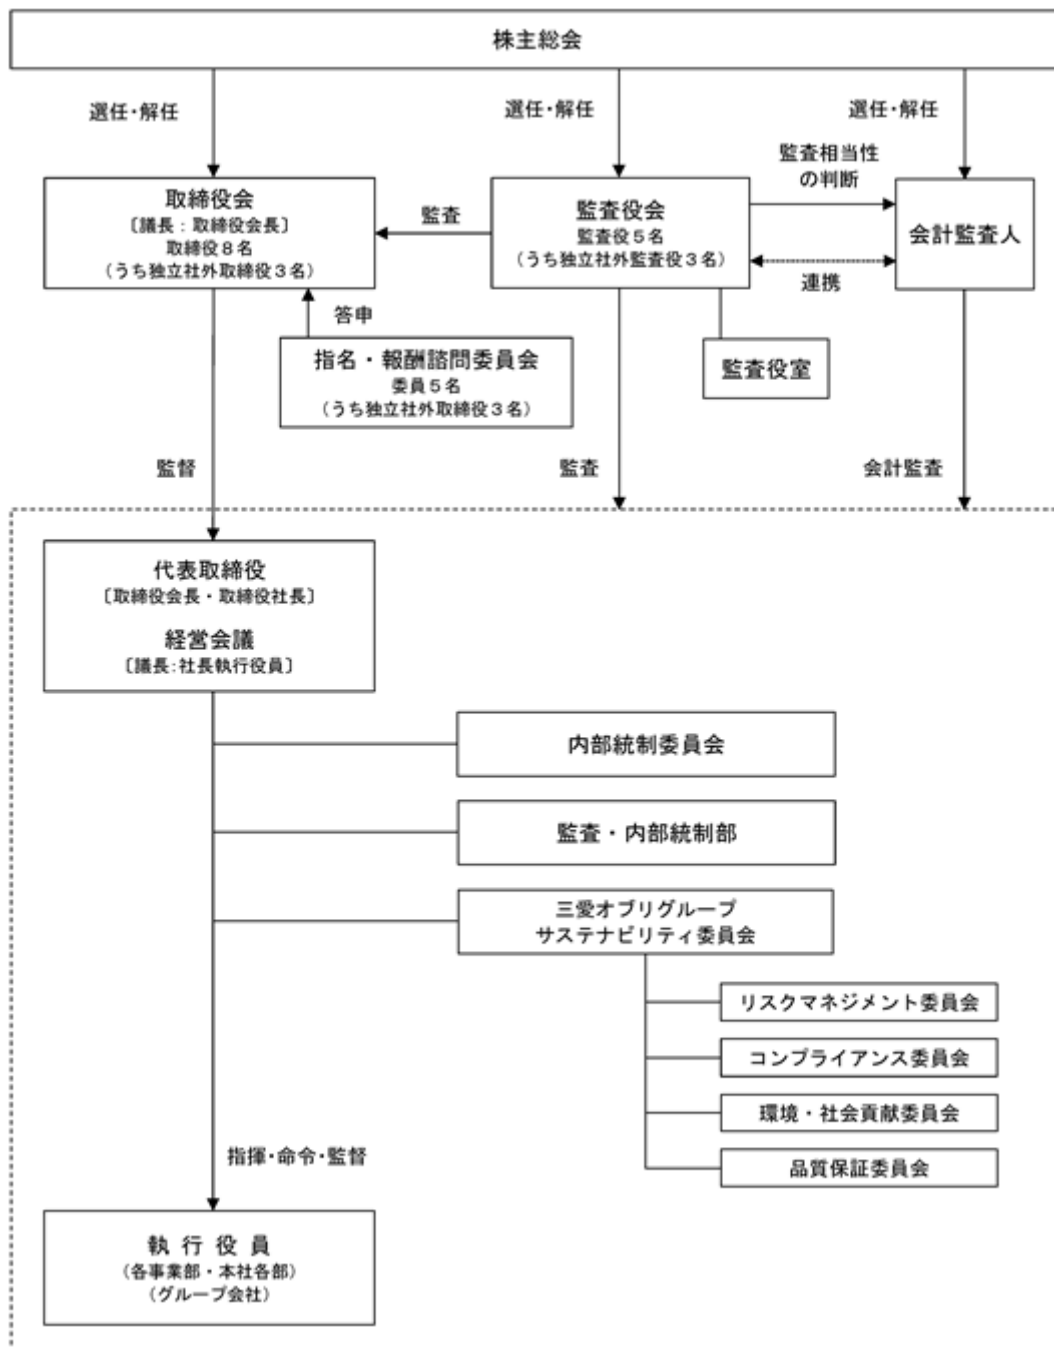 株主総会
選任・解任
選任・解任
選任・解任
監査相当性
の判断
取締役会
〔議長：取締役会長〕
取締役８名
（うち独立社外取締役３名）
監査
監査役会
監査役５名
（うち独立社外監査役３名）
会計監査人
連携
答申
指名・報酬諮問委員会
委員５名
（うち独立社外取締役３名）
監査役室
監督
監査
会計監査
代表取締役
〔取締役会長・取締役社長〕
経営会議
〔議長：社長執行役員〕
内部統制委員会
監査・内部統制部
三愛オブリグループ
サステナビリティ委員会
リスクマネジメント委員会
コンプライアンス委員会
環境・社会貢献委員会
品質保証委員会
指揮・命令・監督
執 行 役 員
（各事業部・本社各部）
（グループ会社）